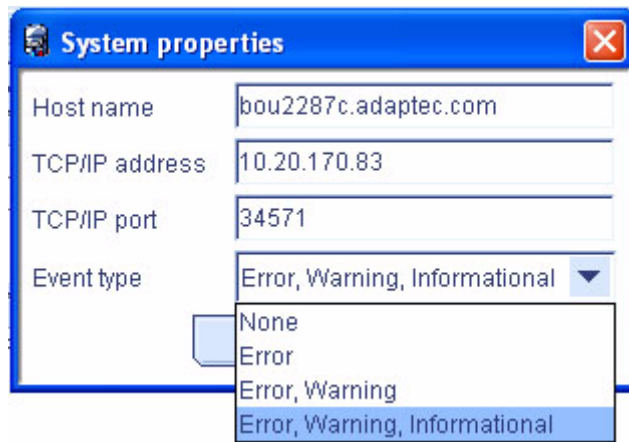 System properties
Host name bou2287c.adaptec.com
TCP/IP address 10.20.170.83
TCP/IP port 34571
Event type Error, Warning, Informational
None
Error
Error, Warning
Error, Warning, Informational